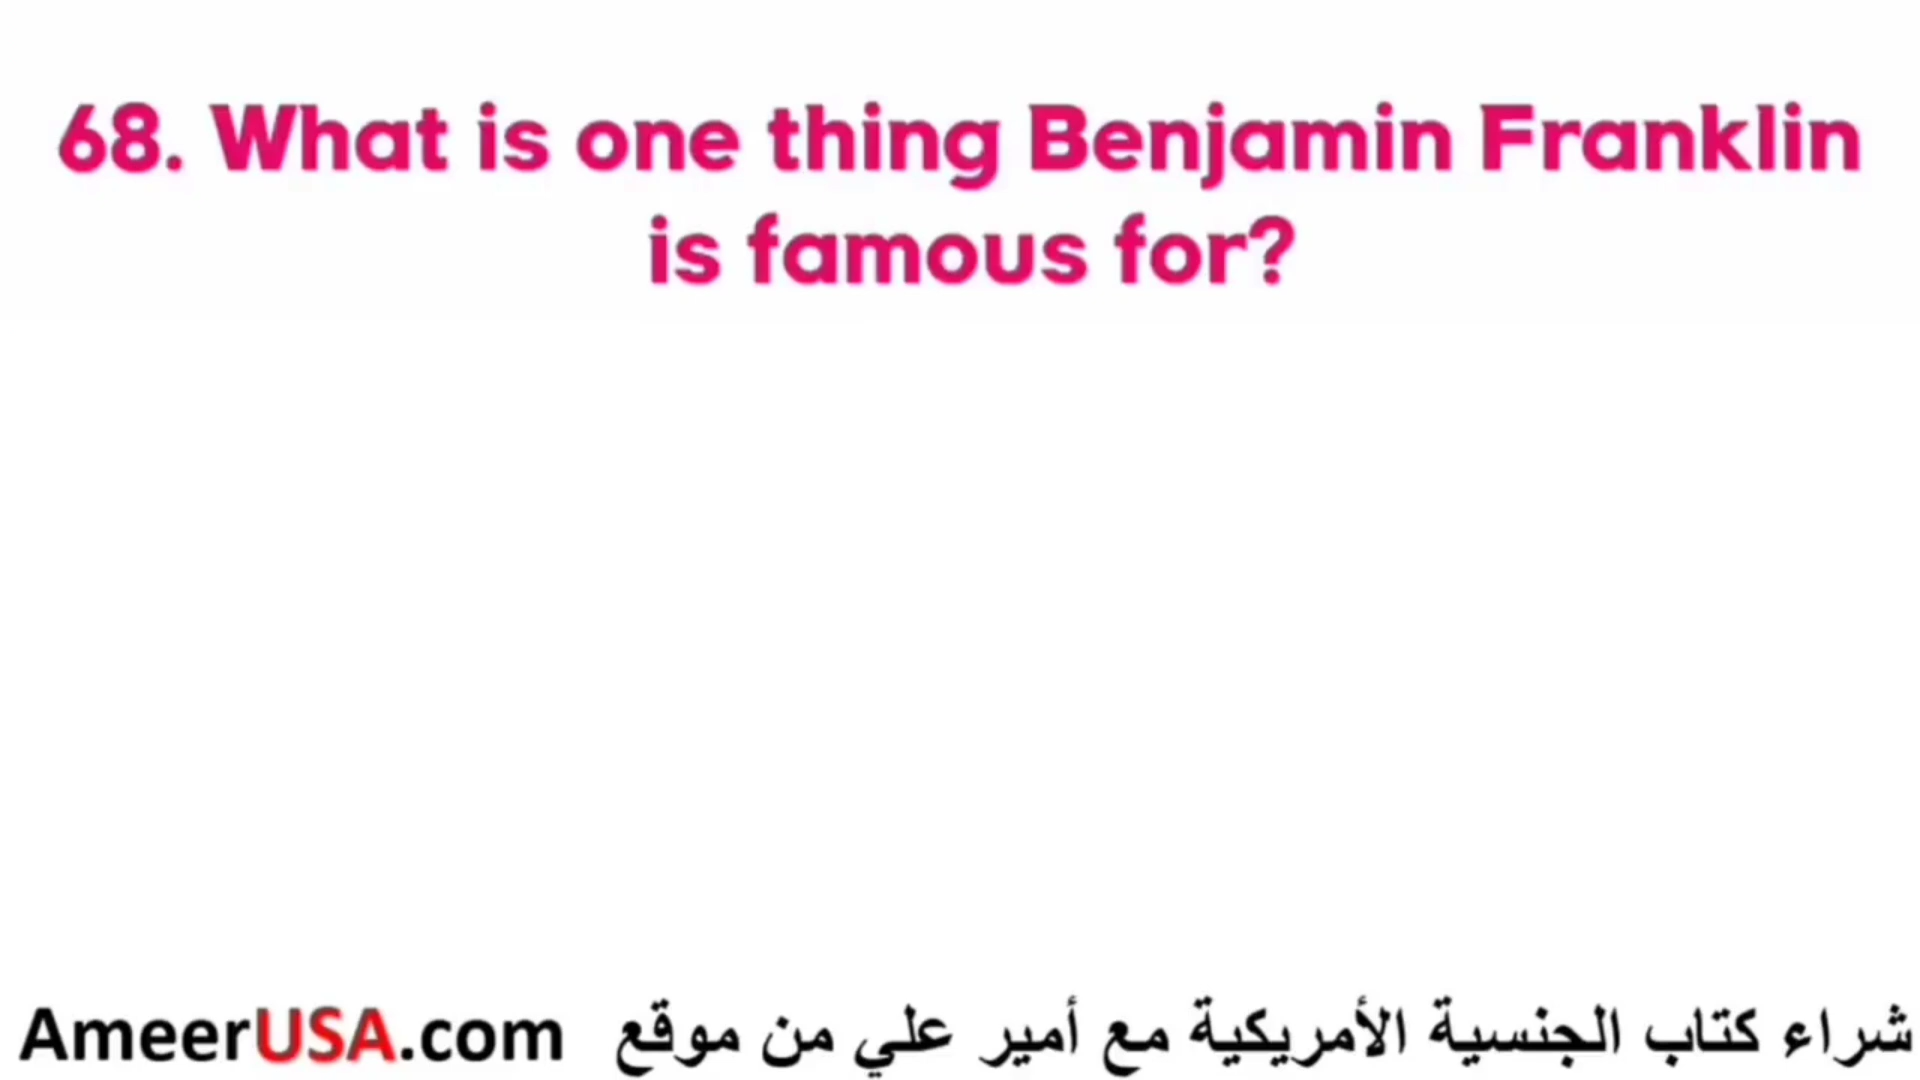 68. What is one thing Benjamin Franklin
is famous for?
AmeerUSA.com شراء كتاب الجنسية الأمريكية مع أمير علي من موقع